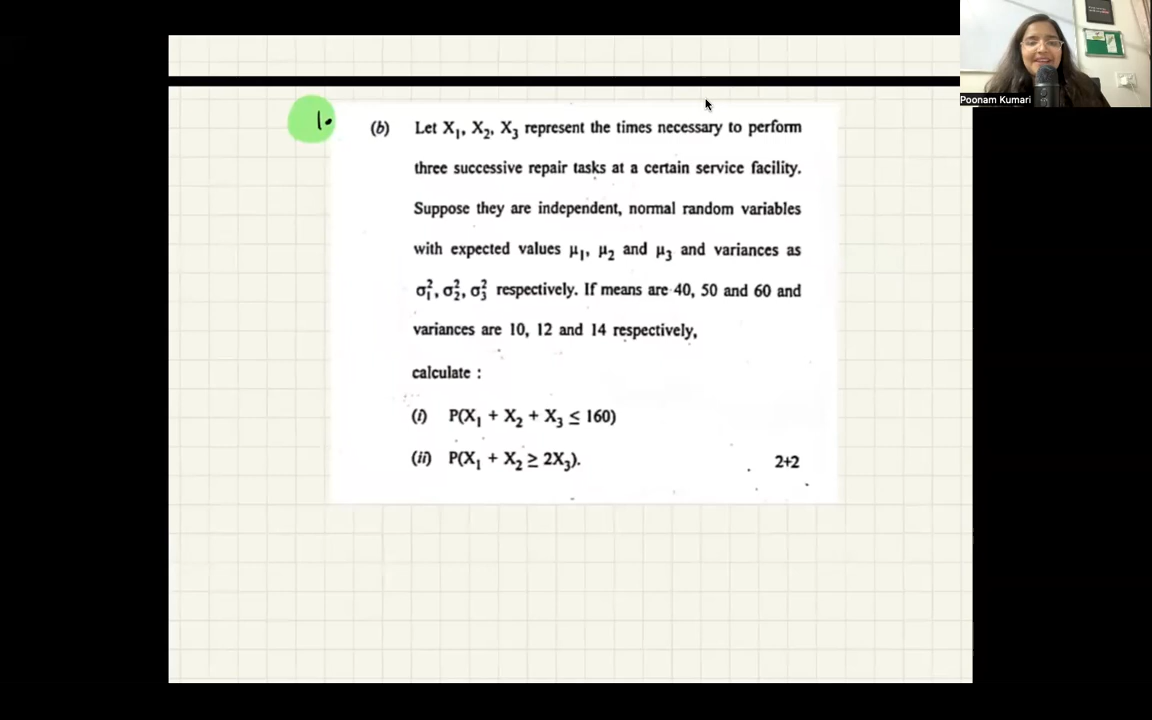 Poonam Kumari
1.
(b) Let X₁, X₂, X₃ represent the times necessary to perform
three successive repair tasks at a certain service facility.
Suppose they are independent, normal random variables
with expected values μ₁, μ₂ and μ₃ and variances as
σ₁², σ₂², σ₃² respectively. If means are 40, 50 and 60 and
variances are 10, 12 and 14 respectively,
calculate :
(i) P(X₁ + X₂ + X₃ ≤ 160)
(ii) P(X₁ + X₂ ≥ 2X₃). 2+2